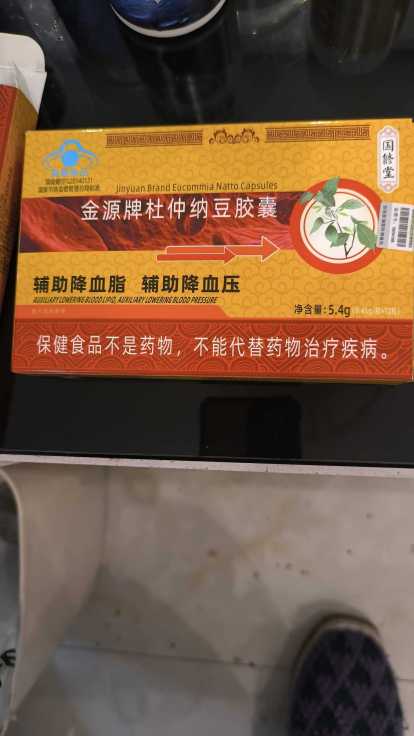 国修堂
Jinyuan Brand Eucommia Natto Capsules
金源牌杜仲纳豆胶囊
辅助降血脂 辅助降血压
AUXILIARY LOWERING BLOOD LIPID, AUXILIARY LOWERING BLOOD PRESSURE
净含量:5.4g
保健食品不是药物，不能代替药物治疗疾病。